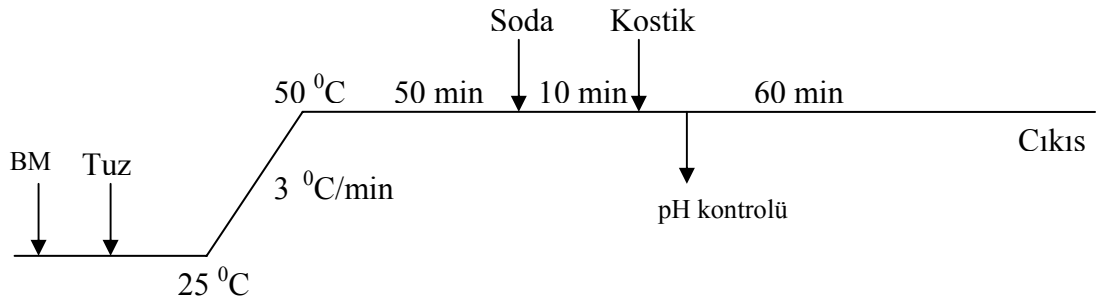 Soda Kostik
50 ⁰C 50 min 10 min 60 min
BM Tuz Cıkıs
3 ⁰C/min
pH kontrolü
25 ⁰C